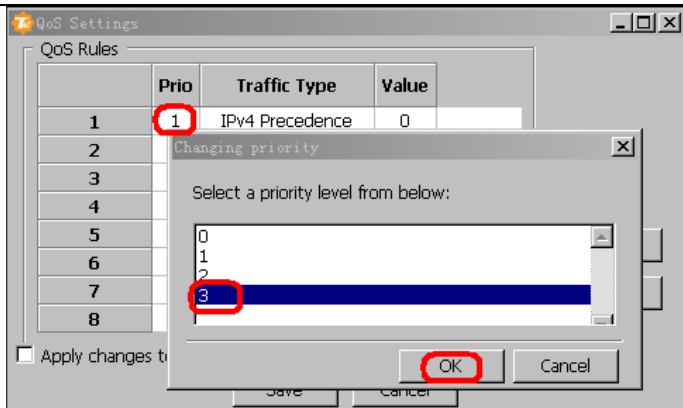 QoS Settings
QoS Rules
Prio Traffic Type Value
1 1 IPv4 Precedence 0
2
3
4
5
6
7
8
Changing priority
Select a priority level from below:
0
1
2
3
OK Cancel
Apply changes t
Save Cancel